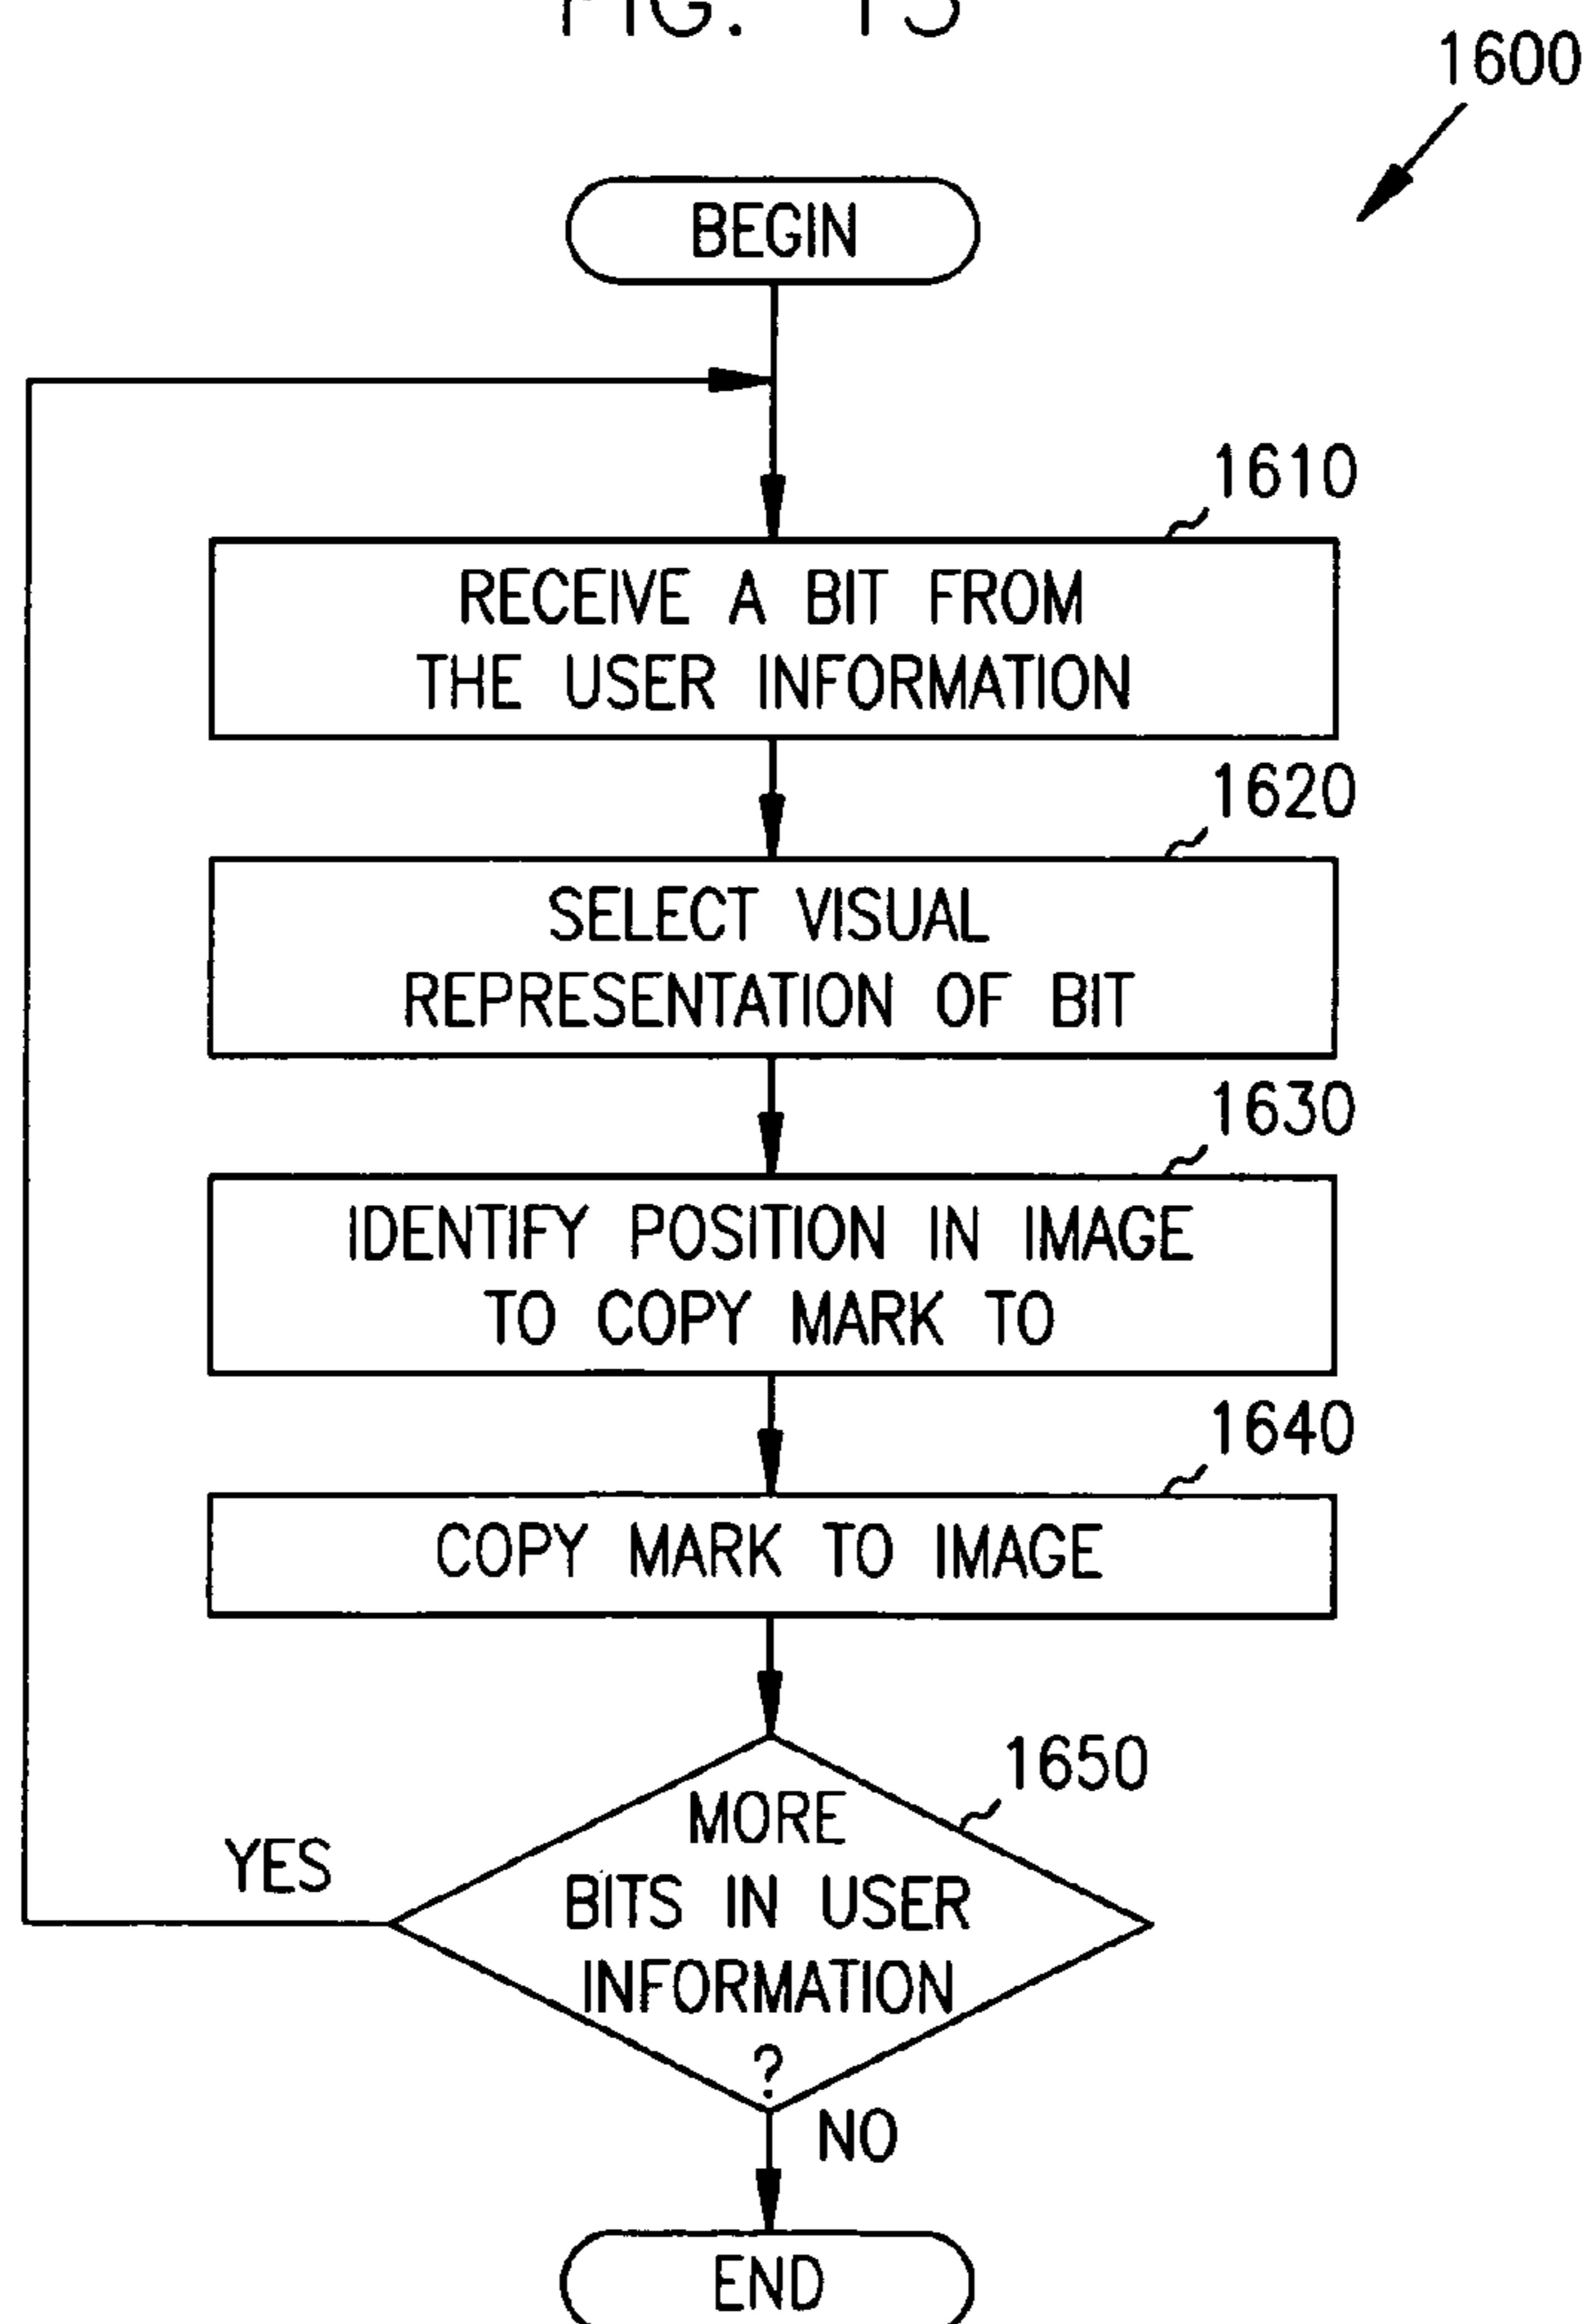 FIG. 15
1600
BEGIN
1610
RECEIVE A BIT FROM
THE USER INFORMATION
1620
SELECT VISUAL
REPRESENTATION OF BIT
1630
IDENTIFY POSITION IN IMAGE
TO COPY MARK TO
1640
COPY MARK TO IMAGE
1650
MORE
BITS IN USER
INFORMATION
?
YES
NO
END